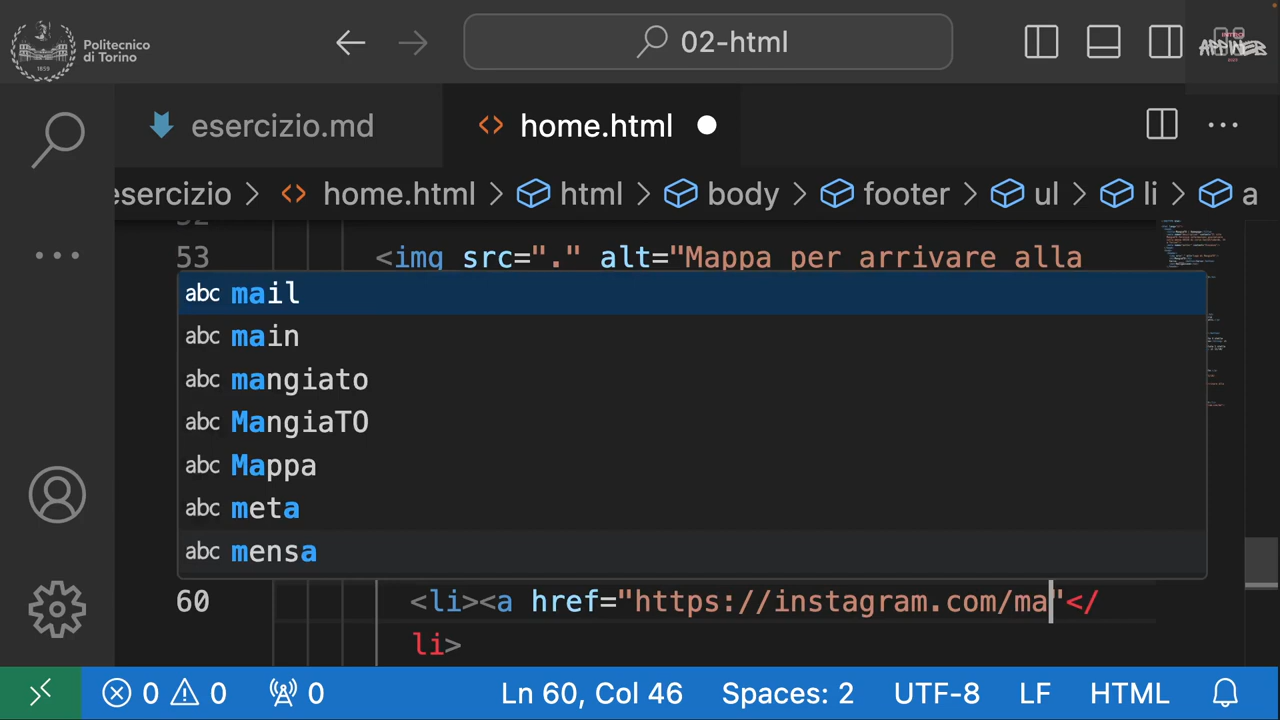 Politecnico
di Torino
1859
02-html
INTRO
APPINER
esercizio.md
home.html
esercizio > home.html > html > body > footer > ul > li > a
53 <img src="." alt="Mappa per arrivare alla
abc mail
abc main
abc mangiato
abc MangiaTO
abc Mappa
abc meta
abc mensa
60 <li><a href="https://instagram.com/ma"</
li>
0 0 0 Ln 60, Col 46 Spaces: 2 UTF-8 LF HTML